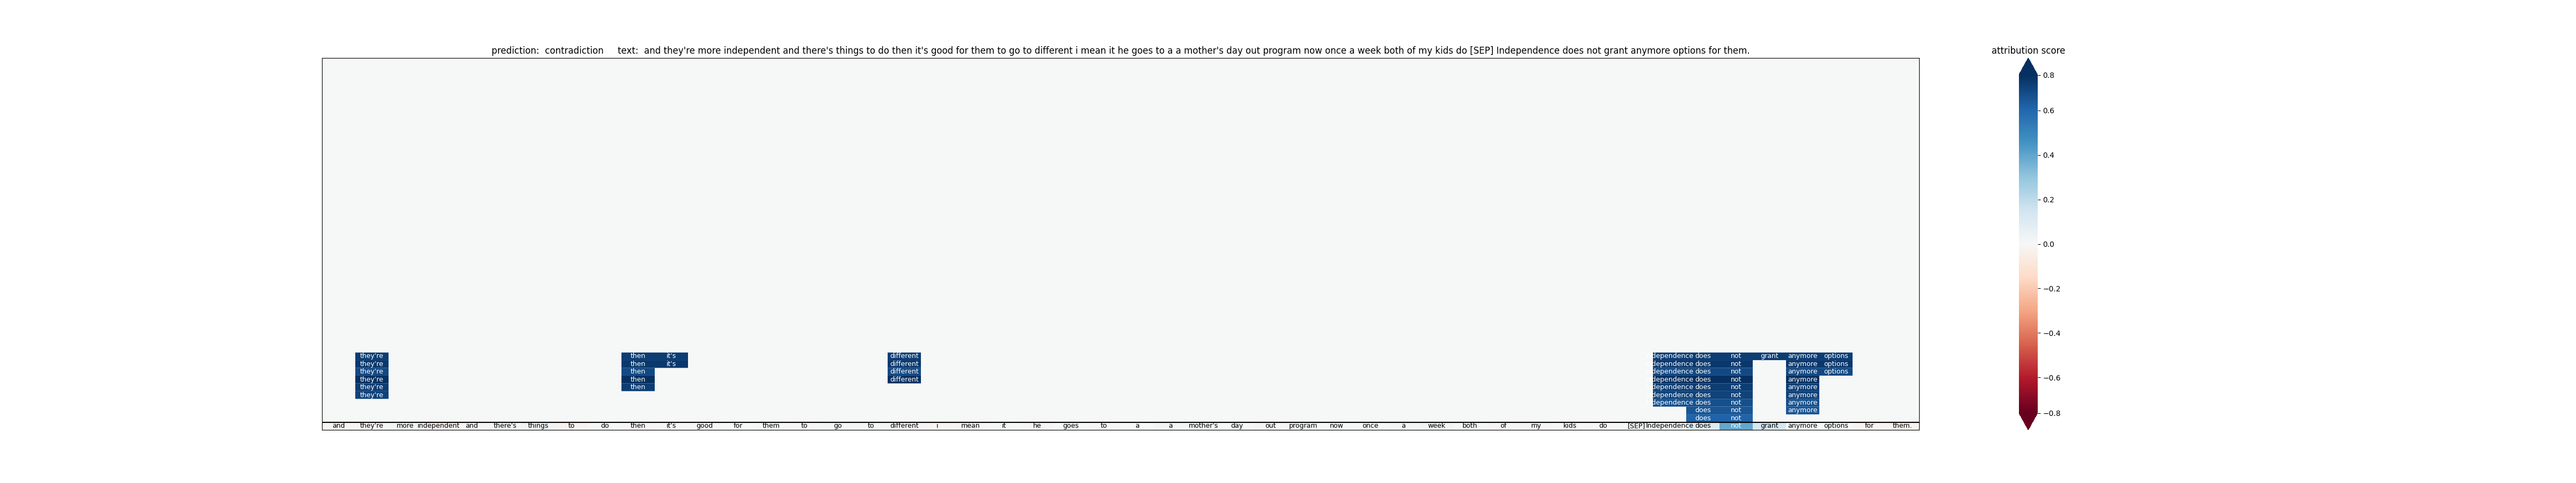 prediction:  contradiction     text:  and they're more independent and there's things to do then it's good for them to go to different i mean it he goes to a a mother's day out program now once a week both of my kids do [SEP] Independence does not grant anymore options for them.
attribution score
0.8
0.6
0.4
0.2
0.0
−0.2
−0.4
−0.6
−0.8
they're then it's different dependence does not grant anymore options
they're then it's different dependence does not anymore options
they're then different dependence does not anymore options
they're then different dependence does not anymore
they're then dependence does not anymore
they're dependence does not anymore
dependence does not anymore
does not anymore
does not
and they're more independent and there's things to do then it's good for them to go to different i mean it he goes to a a mother's day out program now once a week both of my kids do [SEP] Independence does not grant anymore options for them.